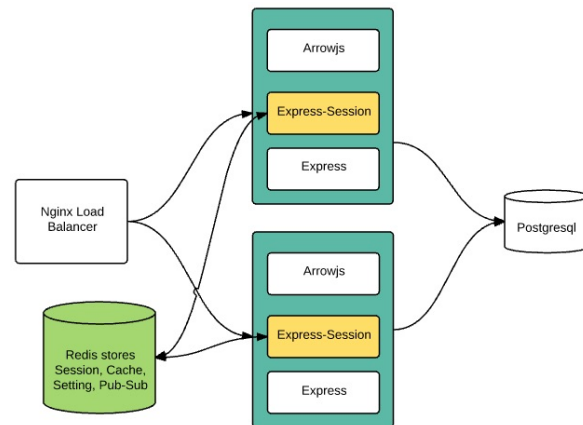 Arrowjs
Express-Session
Express
Nginx Load
Balancer
Postgresql
Arrowjs
Express-Session
Express
Redis stores
Session, Cache,
Setting, Pub-Sub